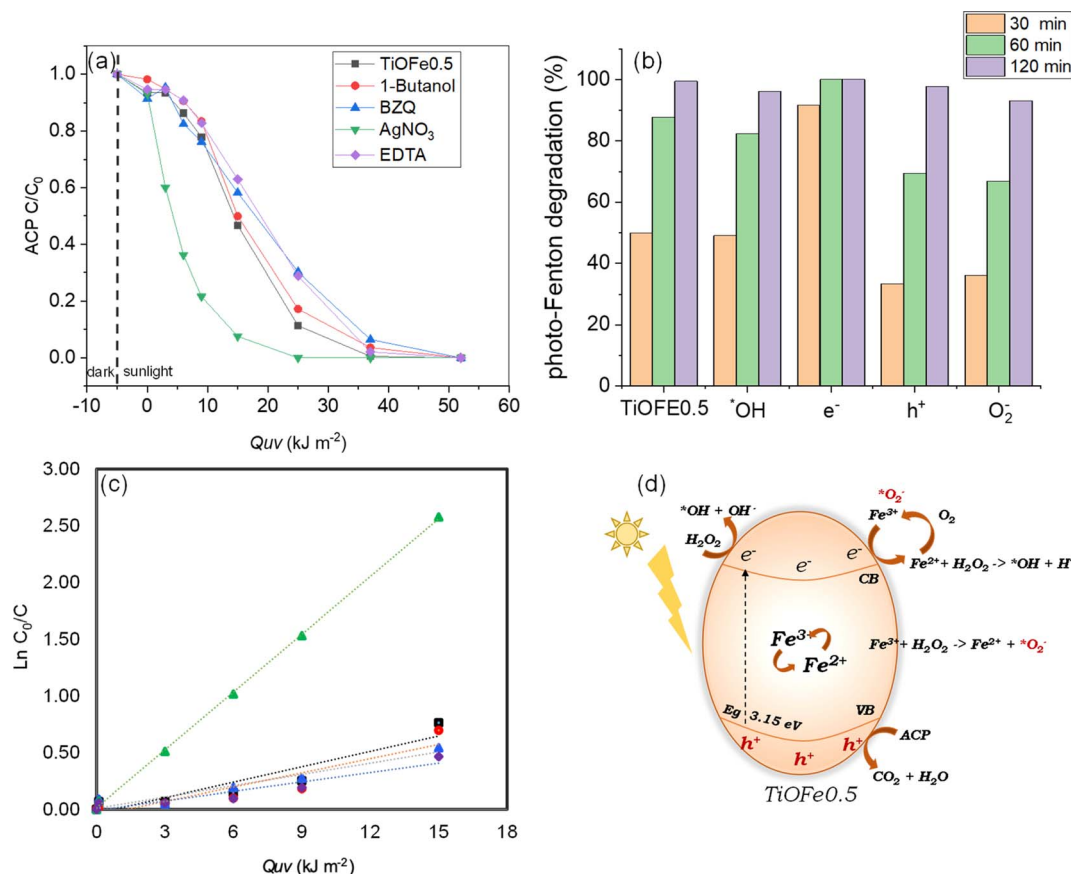 (a)
TiOFe0.5
1-Butanol
BZQ
AgNO₃
EDTA
ACP C/C₀
1.0
0.8
0.6
0.4
0.2
0.0
dark
sunlight
-10 0 10 20 30 40 50 60
Quv (kJ m⁻²)
(b)
30 min
60 min
120 min
photo-Fenton degradation (%)
100
80
60
40
20
0
TiOFE0.5 *OH e⁻ h⁺ O₂⁻
(c)
Ln C₀/C
3.00
2.50
2.00
1.50
1.00
0.50
0.00
0 3 6 9 12 15 18
Quv (kJ m⁻²)
(d)
*OH + OH⁻
H₂O₂
*O₂⁻
Fe³⁺
O₂
e⁻ e⁻ e⁻
Fe²⁺ + H₂O₂ -> *OH + H
CB
Fe³⁺
Fe²⁺
Fe³⁺ + H₂O₂ -> Fe²⁺ + *O₂⁻
Eg 3.15 eV
VB
h⁺ h⁺ h⁺
ACP
CO₂ + H₂O
TiOFe0.5